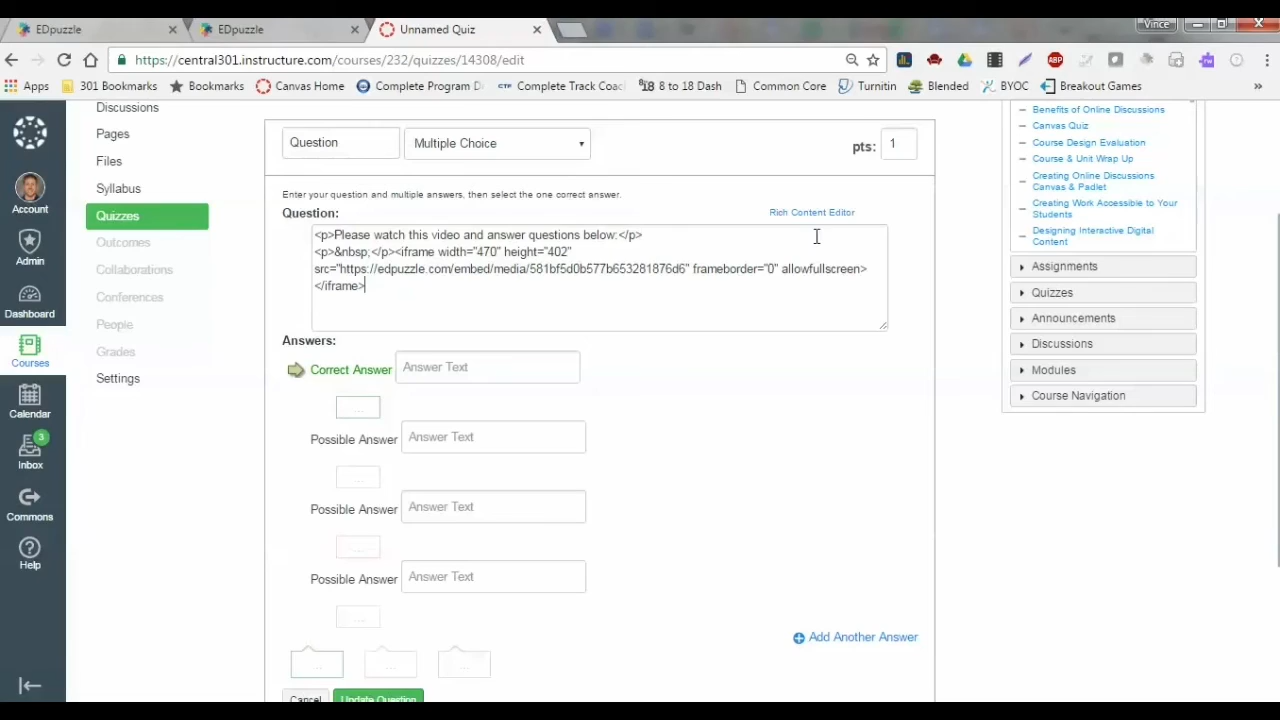 EDpuzzle
EDpuzzle
Unnamed Quiz
Vince
https://central301.instructure.com/courses/232/quizzes/14308/edit
Apps 301 Bookmarks Bookmarks Canvas Home Complete Program D Complete Track Coac 8 to 18 Dash Common Core Turnitin Blended BYOC Breakout Games »
Account
Admin
Dashboard
Courses
Calendar
3
Inbox
Commons
Help
Discussions
Pages
Files
Syllabus
Quizzes
Outcomes
Collaborations
Conferences
People
Grades
Settings
Question Multiple Choice pts: 1
Enter your question and multiple answers, then select the one correct answer.
Question: Rich Content Editor
<p>Please watch this video and answer questions below:</p>
<p>&nbsp;</p><iframe width="470" height="402"
src="https://edpuzzle.com/embed/media/581bf5d0b577b653281876d6" frameborder="0" allowfullscreen>
</iframe>
Answers:
Correct Answer Answer Text
...
Possible Answer Answer Text
...
Possible Answer Answer Text
...
Possible Answer Answer Text
...
Add Another Answer
... ... ...
Cancel Update Question
Benefits of Online Discussions
Canvas Quiz
Course Design Evaluation
Course & Unit Wrap Up
Creating Online Discussions
Canvas & Padlet
Creating Work Accessible to Your
Students
Designing Interactive Digital
Content
Assignments
Quizzes
Announcements
Discussions
Modules
Course Navigation